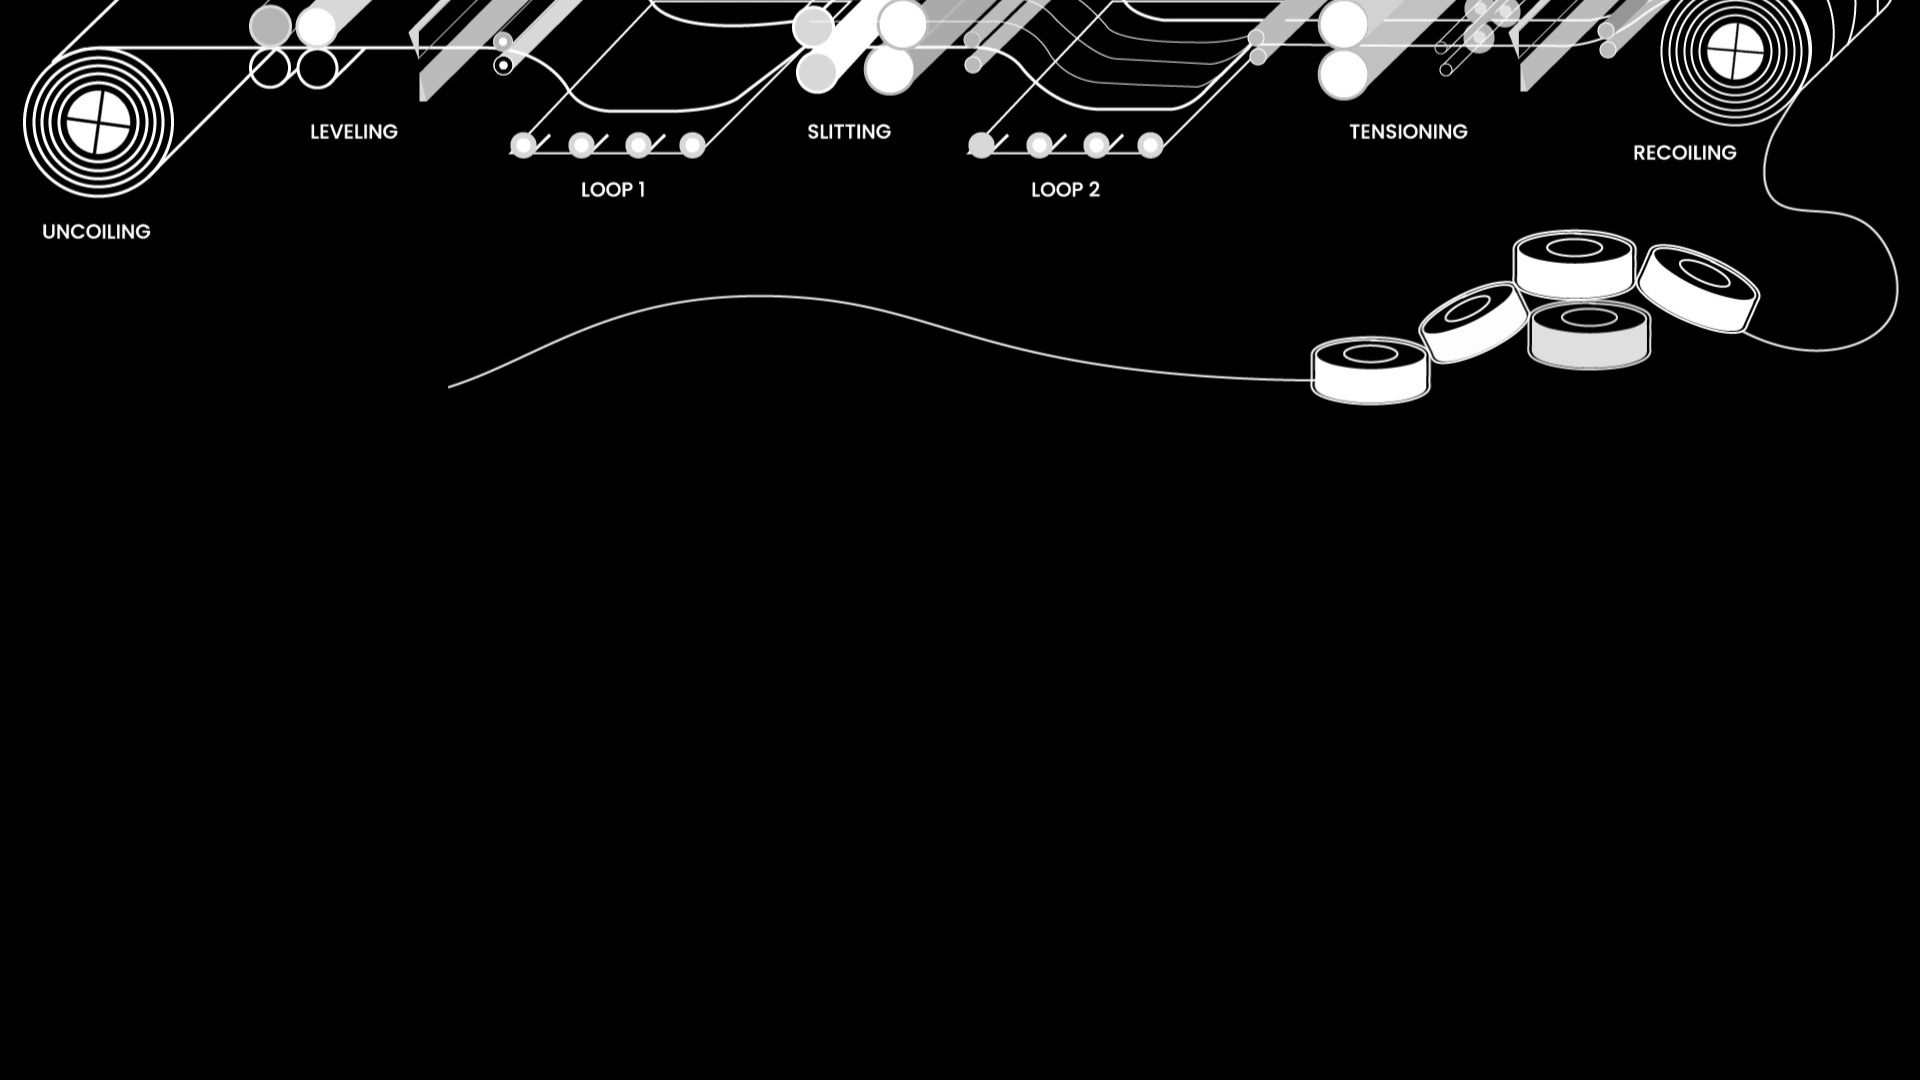 UNCOILING
LEVELING
LOOP 1
SLITTING
LOOP 2
TENSIONING
RECOILING